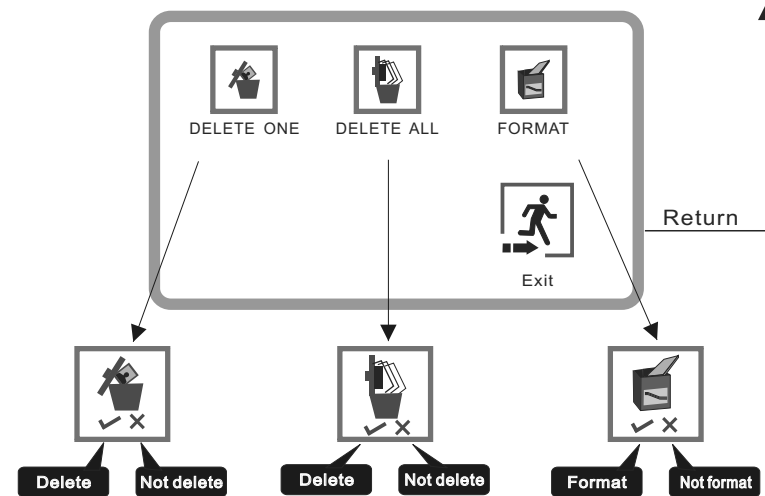 DELETE ONE
DELETE ALL
FORMAT
Exit
Return
Delete
Not delete
Delete
Not delete
Format
Not format